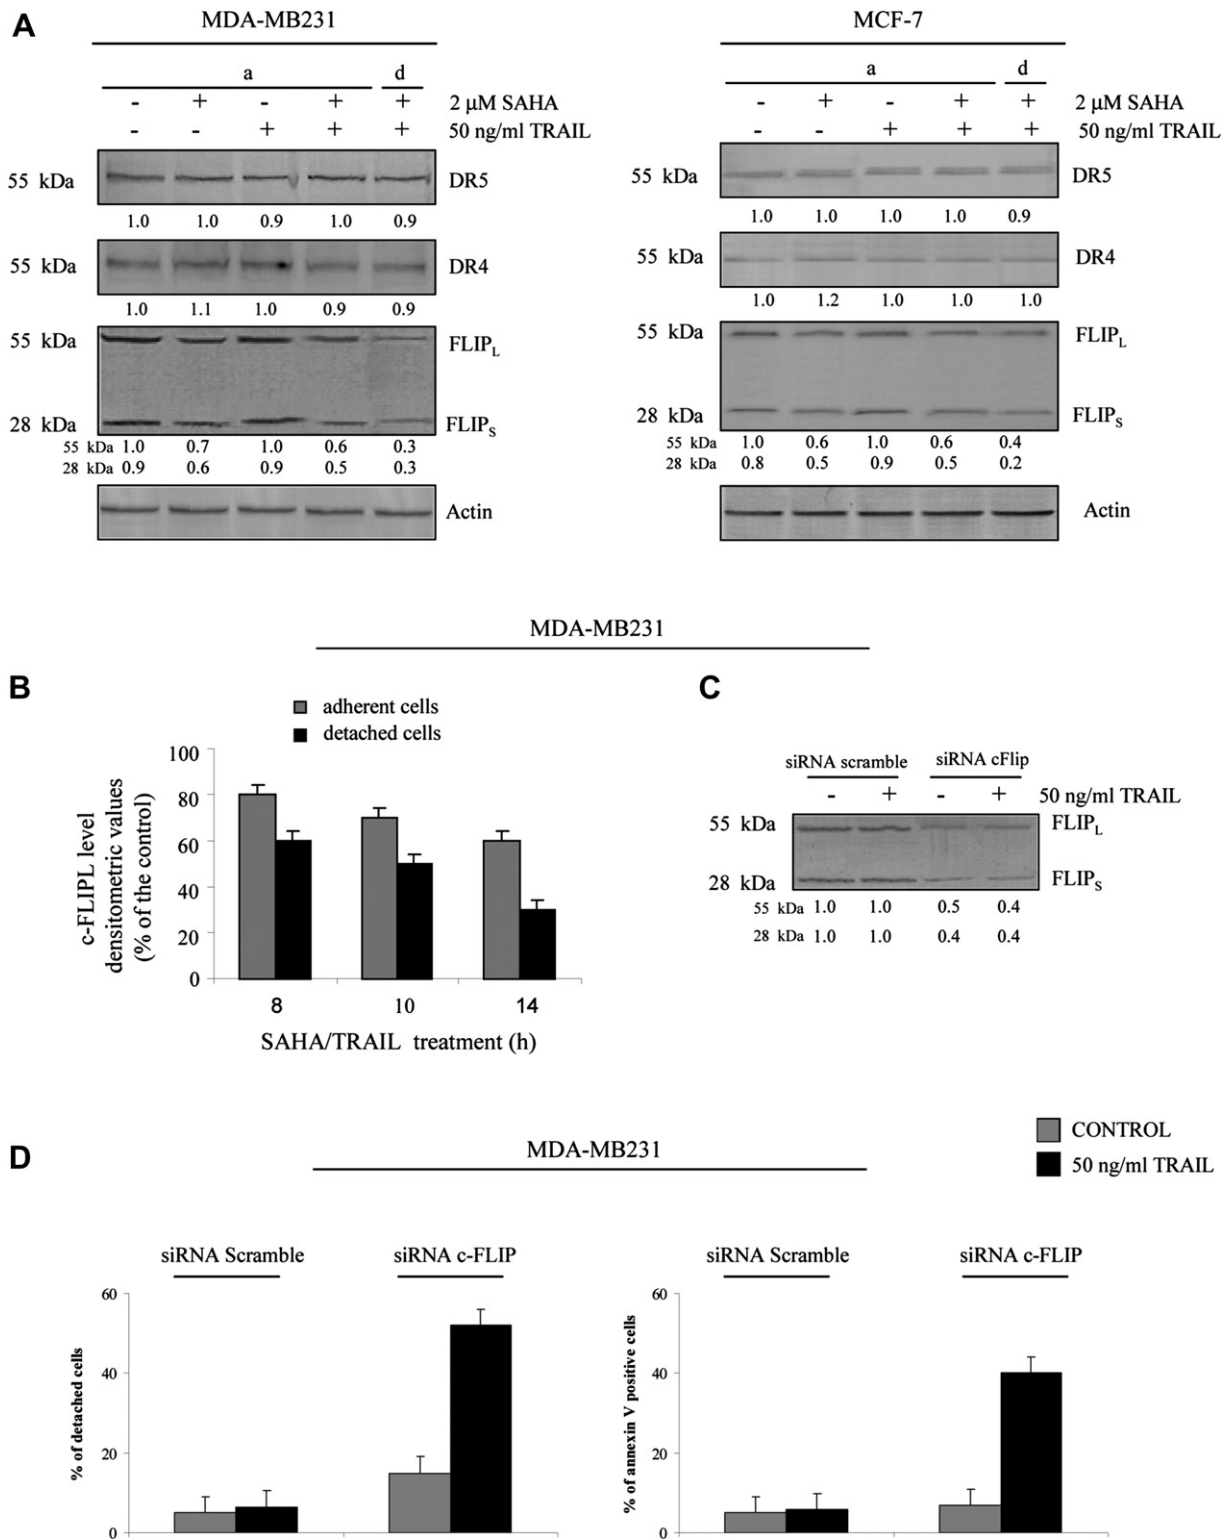 A
MDA-MB231
MCF-7
a d
- + - + + 2 µM SAHA
- - + + + 50 ng/ml TRAIL
55 kDa DR5
1.0 1.0 0.9 1.0 0.9
55 kDa DR4
1.0 1.1 1.0 0.9 0.9
55 kDa FLIPL
28 kDa FLIPS
55 kDa 1.0 0.7 1.0 0.6 0.3
28 kDa 0.9 0.6 0.9 0.5 0.3
Actin
a d
- + - + + 2 µM SAHA
- - + + + 50 ng/ml TRAIL
55 kDa DR5
1.0 1.0 1.0 1.0 0.9
55 kDa DR4
1.0 1.2 1.0 1.0 1.0
55 kDa FLIPL
28 kDa FLIPS
55 kDa 1.0 0.6 1.0 0.6 0.4
28 kDa 0.8 0.5 0.9 0.5 0.2
Actin
MDA-MB231
B
adherent cells
detached cells
c-FLIPL level
densitometric values
(% of the control)
100
80
60
40
20
0
8 10 14
SAHA/TRAIL treatment (h)
C
siRNA scramble siRNA cFlip
- + - + 50 ng/ml TRAIL
55 kDa FLIPL
28 kDa FLIPS
55 kDa 1.0 1.0 0.5 0.4
28 kDa 1.0 1.0 0.4 0.4
D
MDA-MB231
CONTROL
50 ng/ml TRAIL
siRNA Scramble siRNA c-FLIP
% of detached cells
60
40
20
0
siRNA Scramble siRNA c-FLIP
% of annexin V positive cells
60
40
20
0